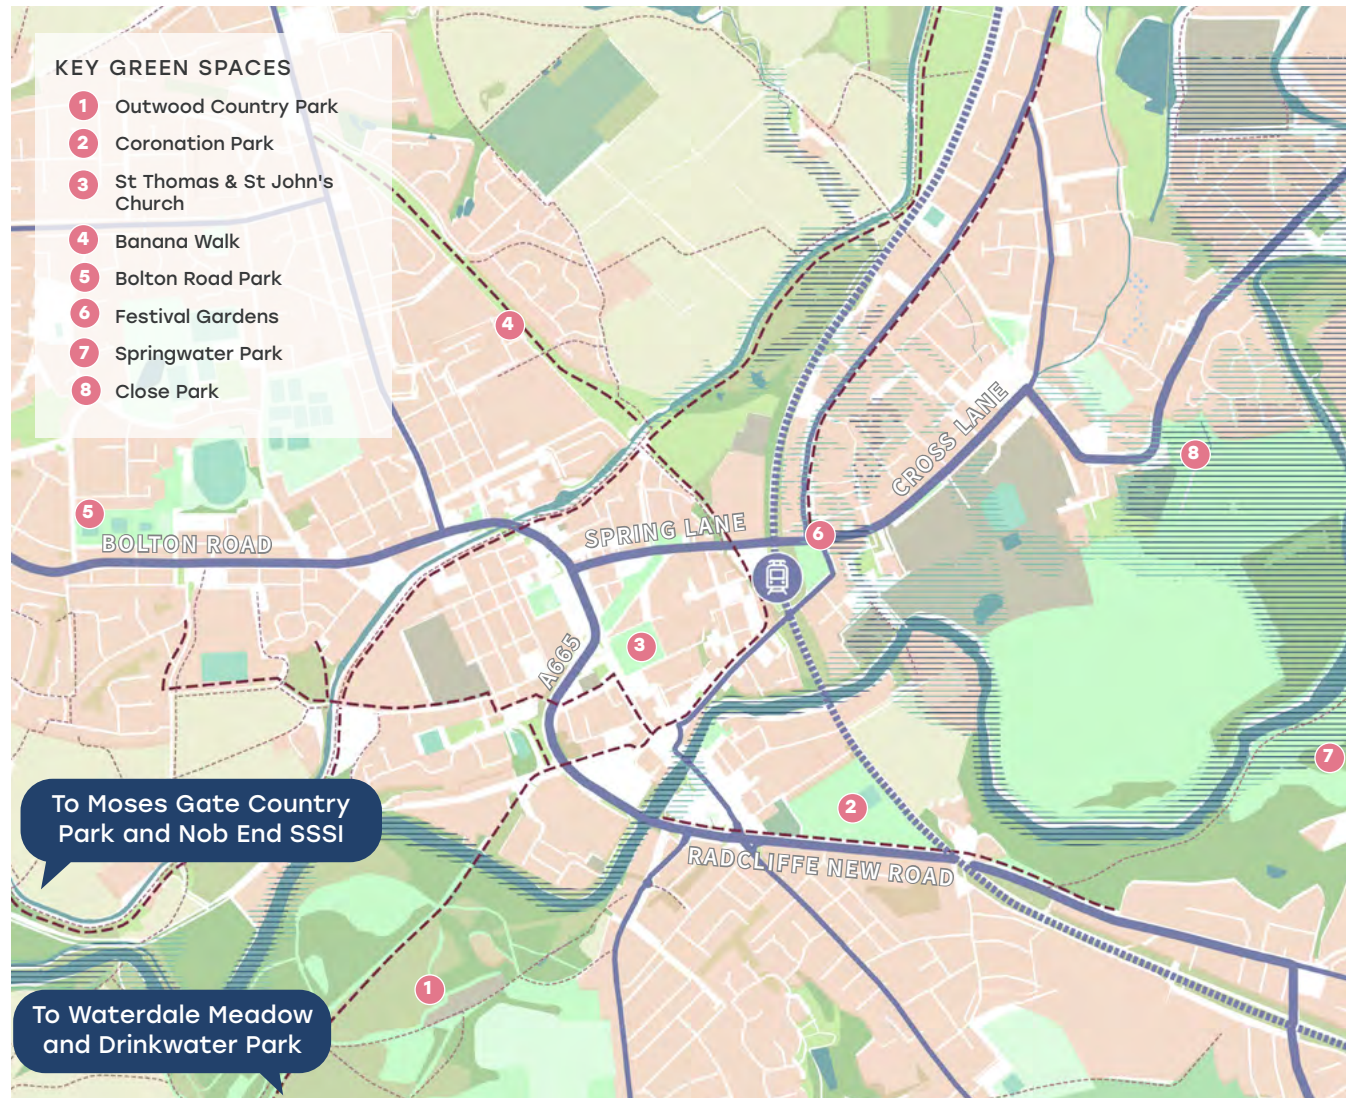 KEY GREEN SPACES
1 Outwood Country Park
2 Coronation Park
3 St Thomas & St John's
Church
4 Banana Walk
5 Bolton Road Park
6 Festival Gardens
7 Springwater Park
8 Close Park
4
CROSS LANE
8
5
BOLTON ROAD
SPRING LANE
6
A665
3
7
To Moses Gate Country
Park and Nob End SSSI
2
RADCLIFFE NEW ROAD
1
To Waterdale Meadow
and Drinkwater Park